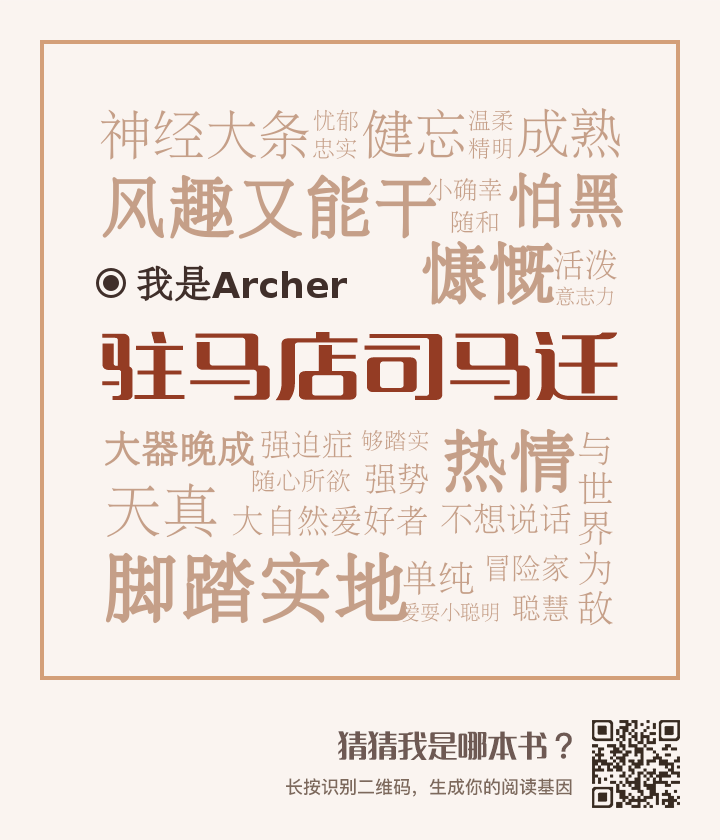 神经大条 忧郁 健忘 温柔 成熟
忠实 精明
风趣又能干 小确幸 怕黑
随和
慷慨 活泼
意志力
我是Archer
驻马店司马迁
大器晚成 强迫症 够踏实 热情
随心所欲 强势
天真 大自然爱好者 不想说话
与世界为敌
脚踏实地 单纯 冒险家
爱耍小聪明 聪慧
猜猜我是哪本书？
长按识别二维码，生成你的阅读基因